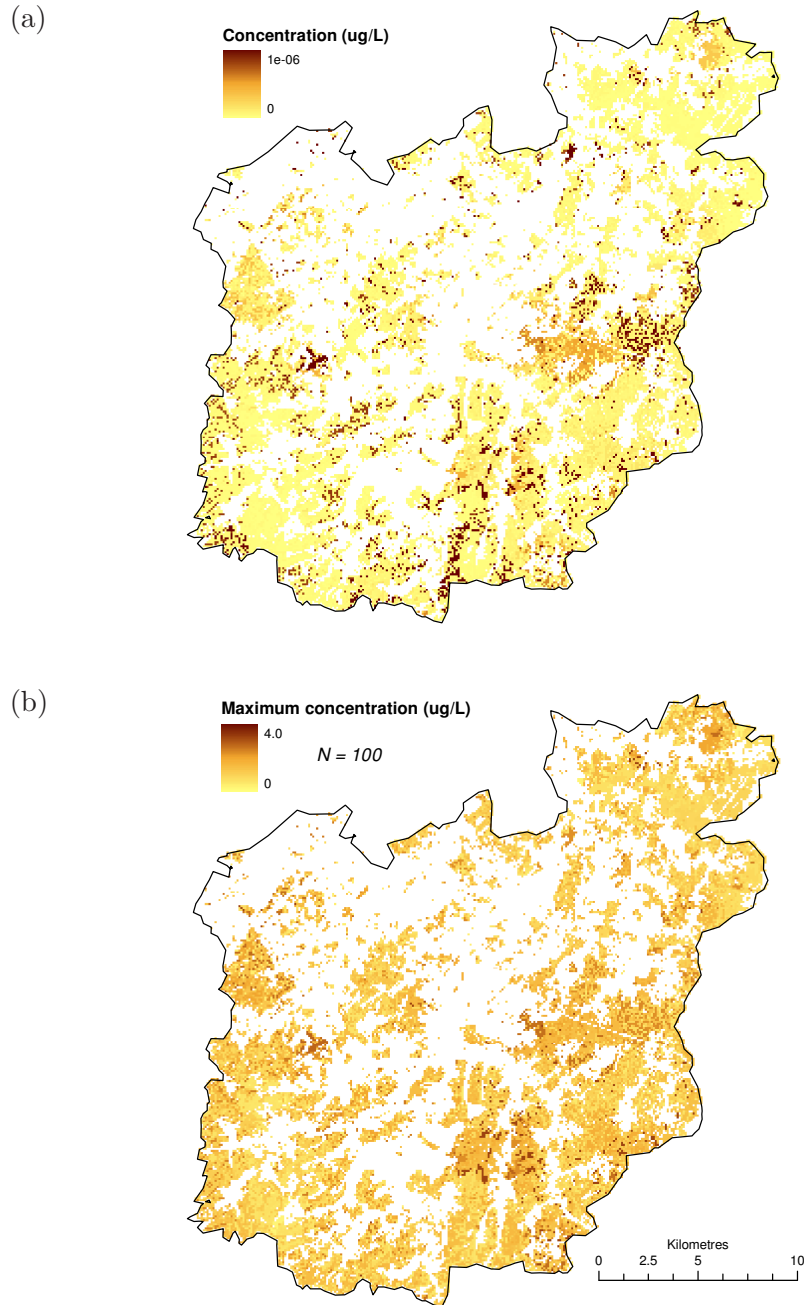 (a)
Concentration (ug/L)
1e-06
0
(b)
Maximum concentration (ug/L)
4.0
0
N = 100
Kilometres
0 2.5 5 10